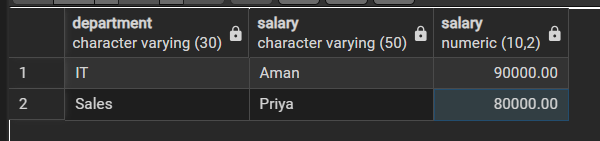 department salary salary
character varying (30) character varying (50) numeric (10,2)
1 IT Aman 90000.00
2 Sales Priya 80000.00